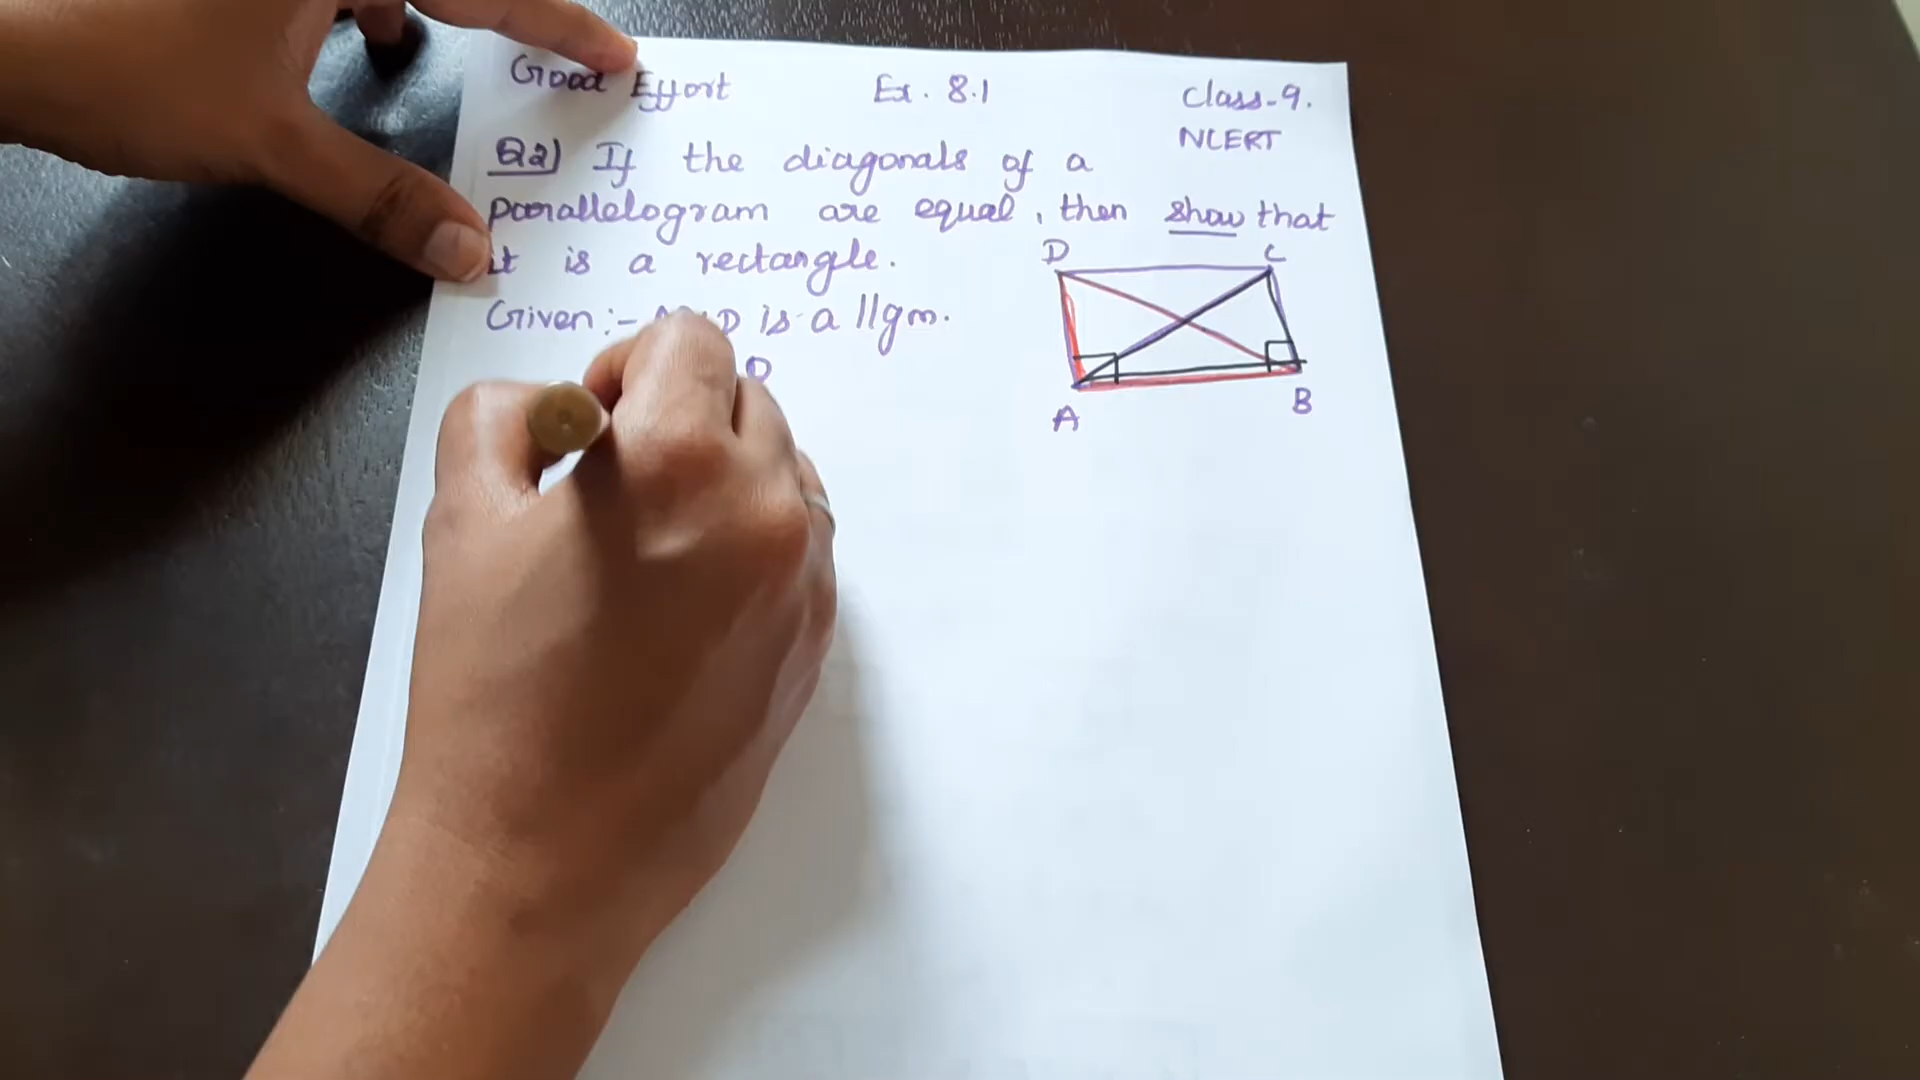 Good Effort Ex. 8.1 Class-9.
NCERT
Q2) If the diagonals of a
parallelogram are equal, then show that
it is a rectangle.
Given:- is a ||gm.
D
D C
A B